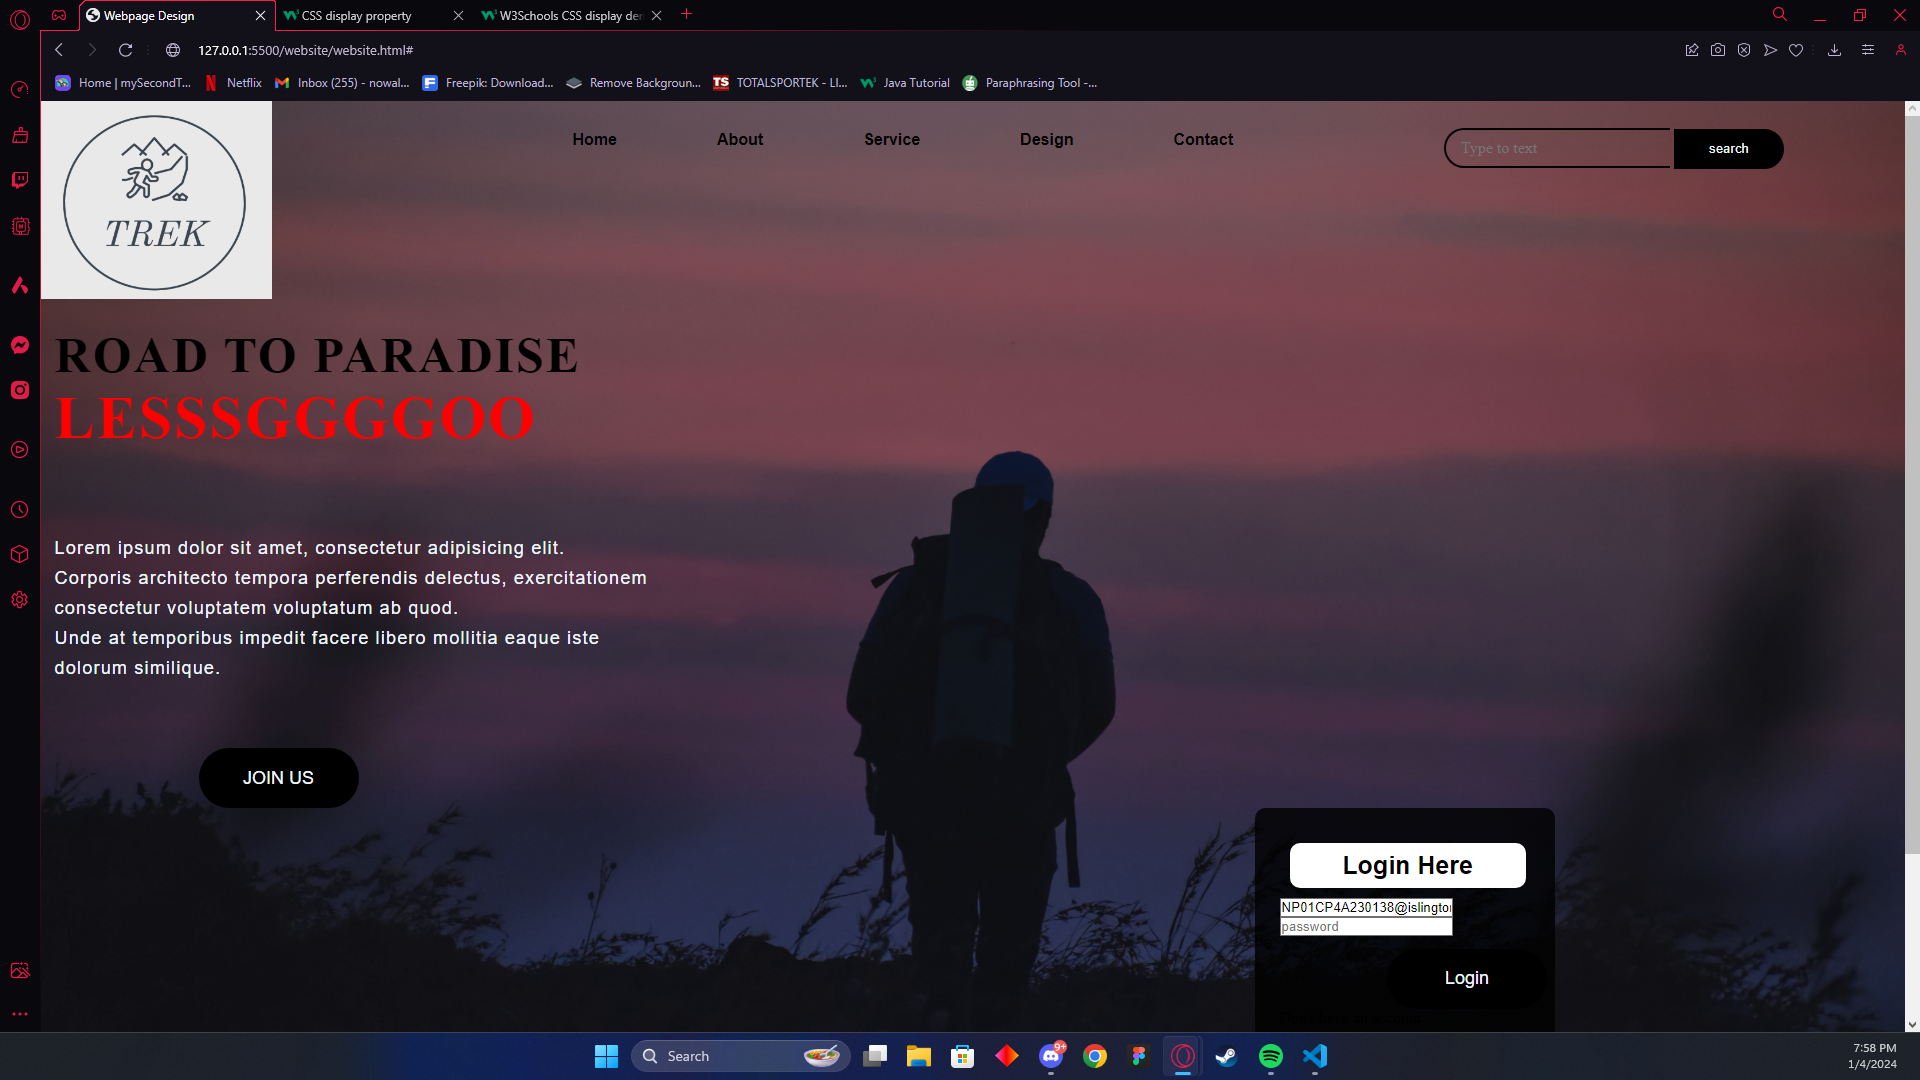 Webpage Design
CSS display property
W3Schools CSS display der
127.0.0.1:5500/website/website.html#
Home | mySecondT...
Netflix
Inbox (255) - nowal...
Freepik: Download...
Remove Backgroun...
TS TOTALSPORTEK - LI...
Java Tutorial
Paraphrasing Tool -...
TREK
Home
About
Service
Design
Contact
Type to text
search
ROAD TO PARADISE
LESSSGGGGOO
Lorem ipsum dolor sit amet, consectetur adipisicing elit.
Corporis architecto tempora perferendis delectus, exercitationem
consectetur voluptatem voluptatum ab quod.
Unde at temporibus impedit facere libero mollitia eaque iste
dolorum similique.
JOIN US
Login Here
NP01CP4A230138@islington
password
Login
Search
9+
7:58 PM
1/4/2024